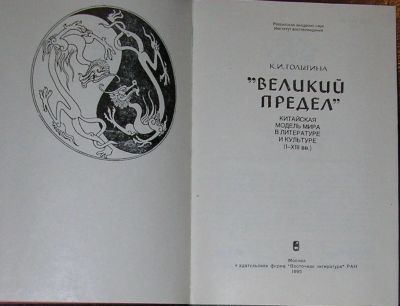 Российская академия наук
Институт востоковедения
К.И.ГОЛЫГИНА
"ВЕЛИКИЙ
ПРЕДЕЛ"
КИТАЙСКАЯ
МОДЕЛЬ МИРА
В ЛИТЕРАТУРЕ
И КУЛЬТУРЕ
(I–XIII вв.)
Москва
Издательская фирма "Восточная литература" РАН
1995